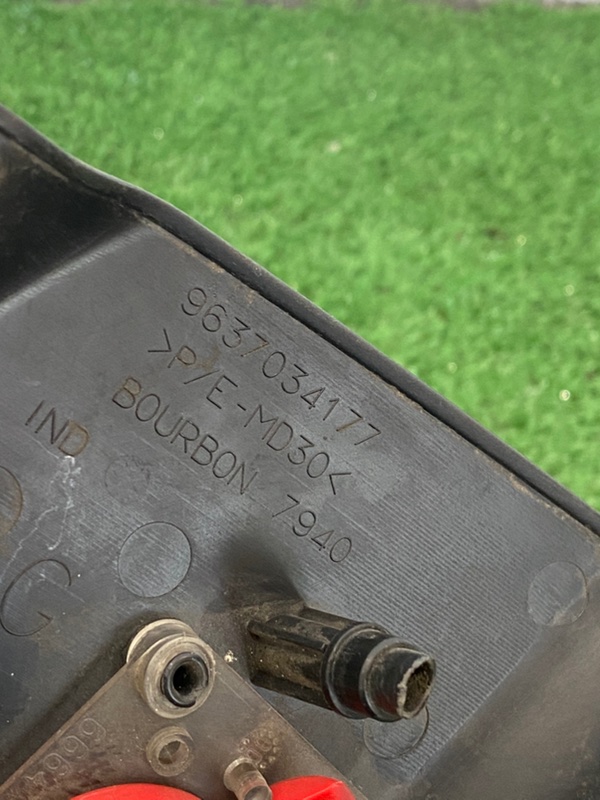 9637034177
>P/E-MD30<
BOURBON 7940
IND
G